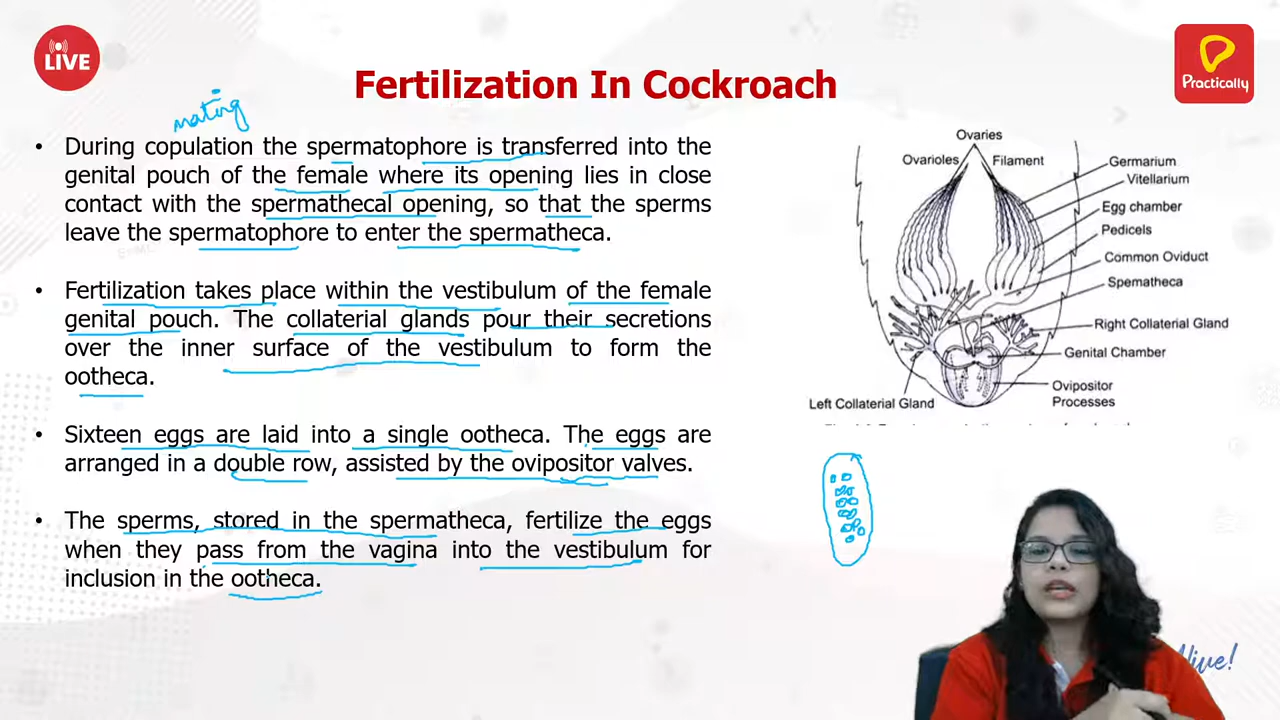 LIVE
Practically
Fertilization In Cockroach
mating
• During copulation the spermatophore is transferred into the
genital pouch of the female where its opening lies in close
contact with the spermathecal opening, so that the sperms
leave the spermatophore to enter the spermatheca.
• Fertilization takes place within the vestibulum of the female
genital pouch. The collaterial glands pour their secretions
over the inner surface of the vestibulum to form the
ootheca.
• Sixteen eggs are laid into a single ootheca. The eggs are
arranged in a double row, assisted by the ovipositor valves.
• The sperms, stored in the spermatheca, fertilize the eggs
when they pass from the vagina into the vestibulum for
inclusion in the ootheca.
Ovaries
Ovarioles
Filament
Germarium
Vitellarium
Egg chamber
Pedicels
Common Oviduct
Spematheca
Right Collaterial Gland
Genital Chamber
Ovipositor
Processes
Left Collaterial Gland